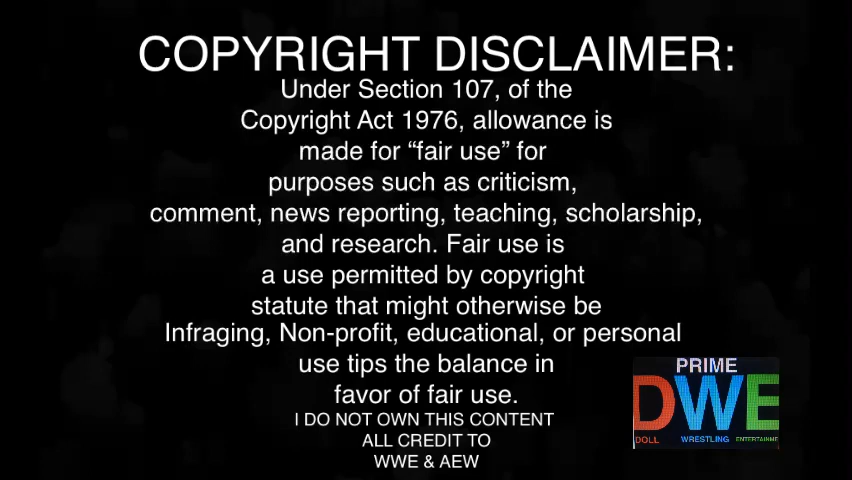 COPYRIGHT DISCLAIMER:
Under Section 107, of the
Copyright Act 1976, allowance is
made for “fair use” for
purposes such as criticism,
comment, news reporting, teaching, scholarship,
and research. Fair use is
a use permitted by copyright
statute that might otherwise be
Infraging, Non-profit, educational, or personal
use tips the balance in
favor of fair use.
I DO NOT OWN THIS CONTENT
ALL CREDIT TO
WWE & AEW
PRIME
DWE
DOLL WRESTLING ENTERTAINME